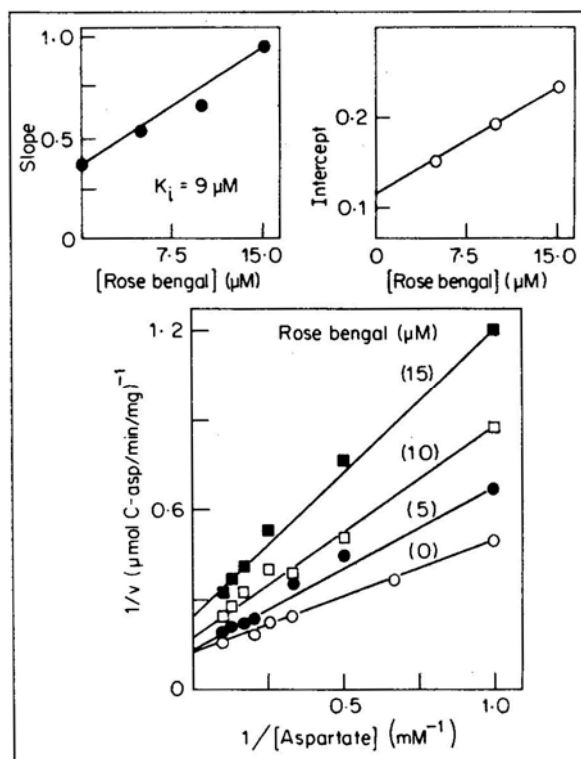 1.0
0.5
0
Slope
Ki = 9 μM
7.5 15.0
[Rose bengal] (μM)
0.2
0.1
Intercept
0 7.5 15.0
[Rose bengal] (μM)
1.2
0.6
0
1/v (μmol C-asp/min/mg)⁻¹
Rose bengal (μM)
(15)
(10)
(5)
(0)
0.5 1.0
1/[Aspartate] (mM⁻¹)